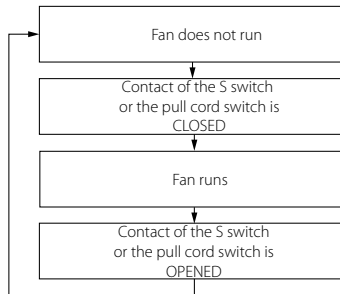 Fan does not run
Contact of the S switch
or the pull cord switch is
CLOSED
Fan runs
Contact of the S switch
or the pull cord switch is
OPENED